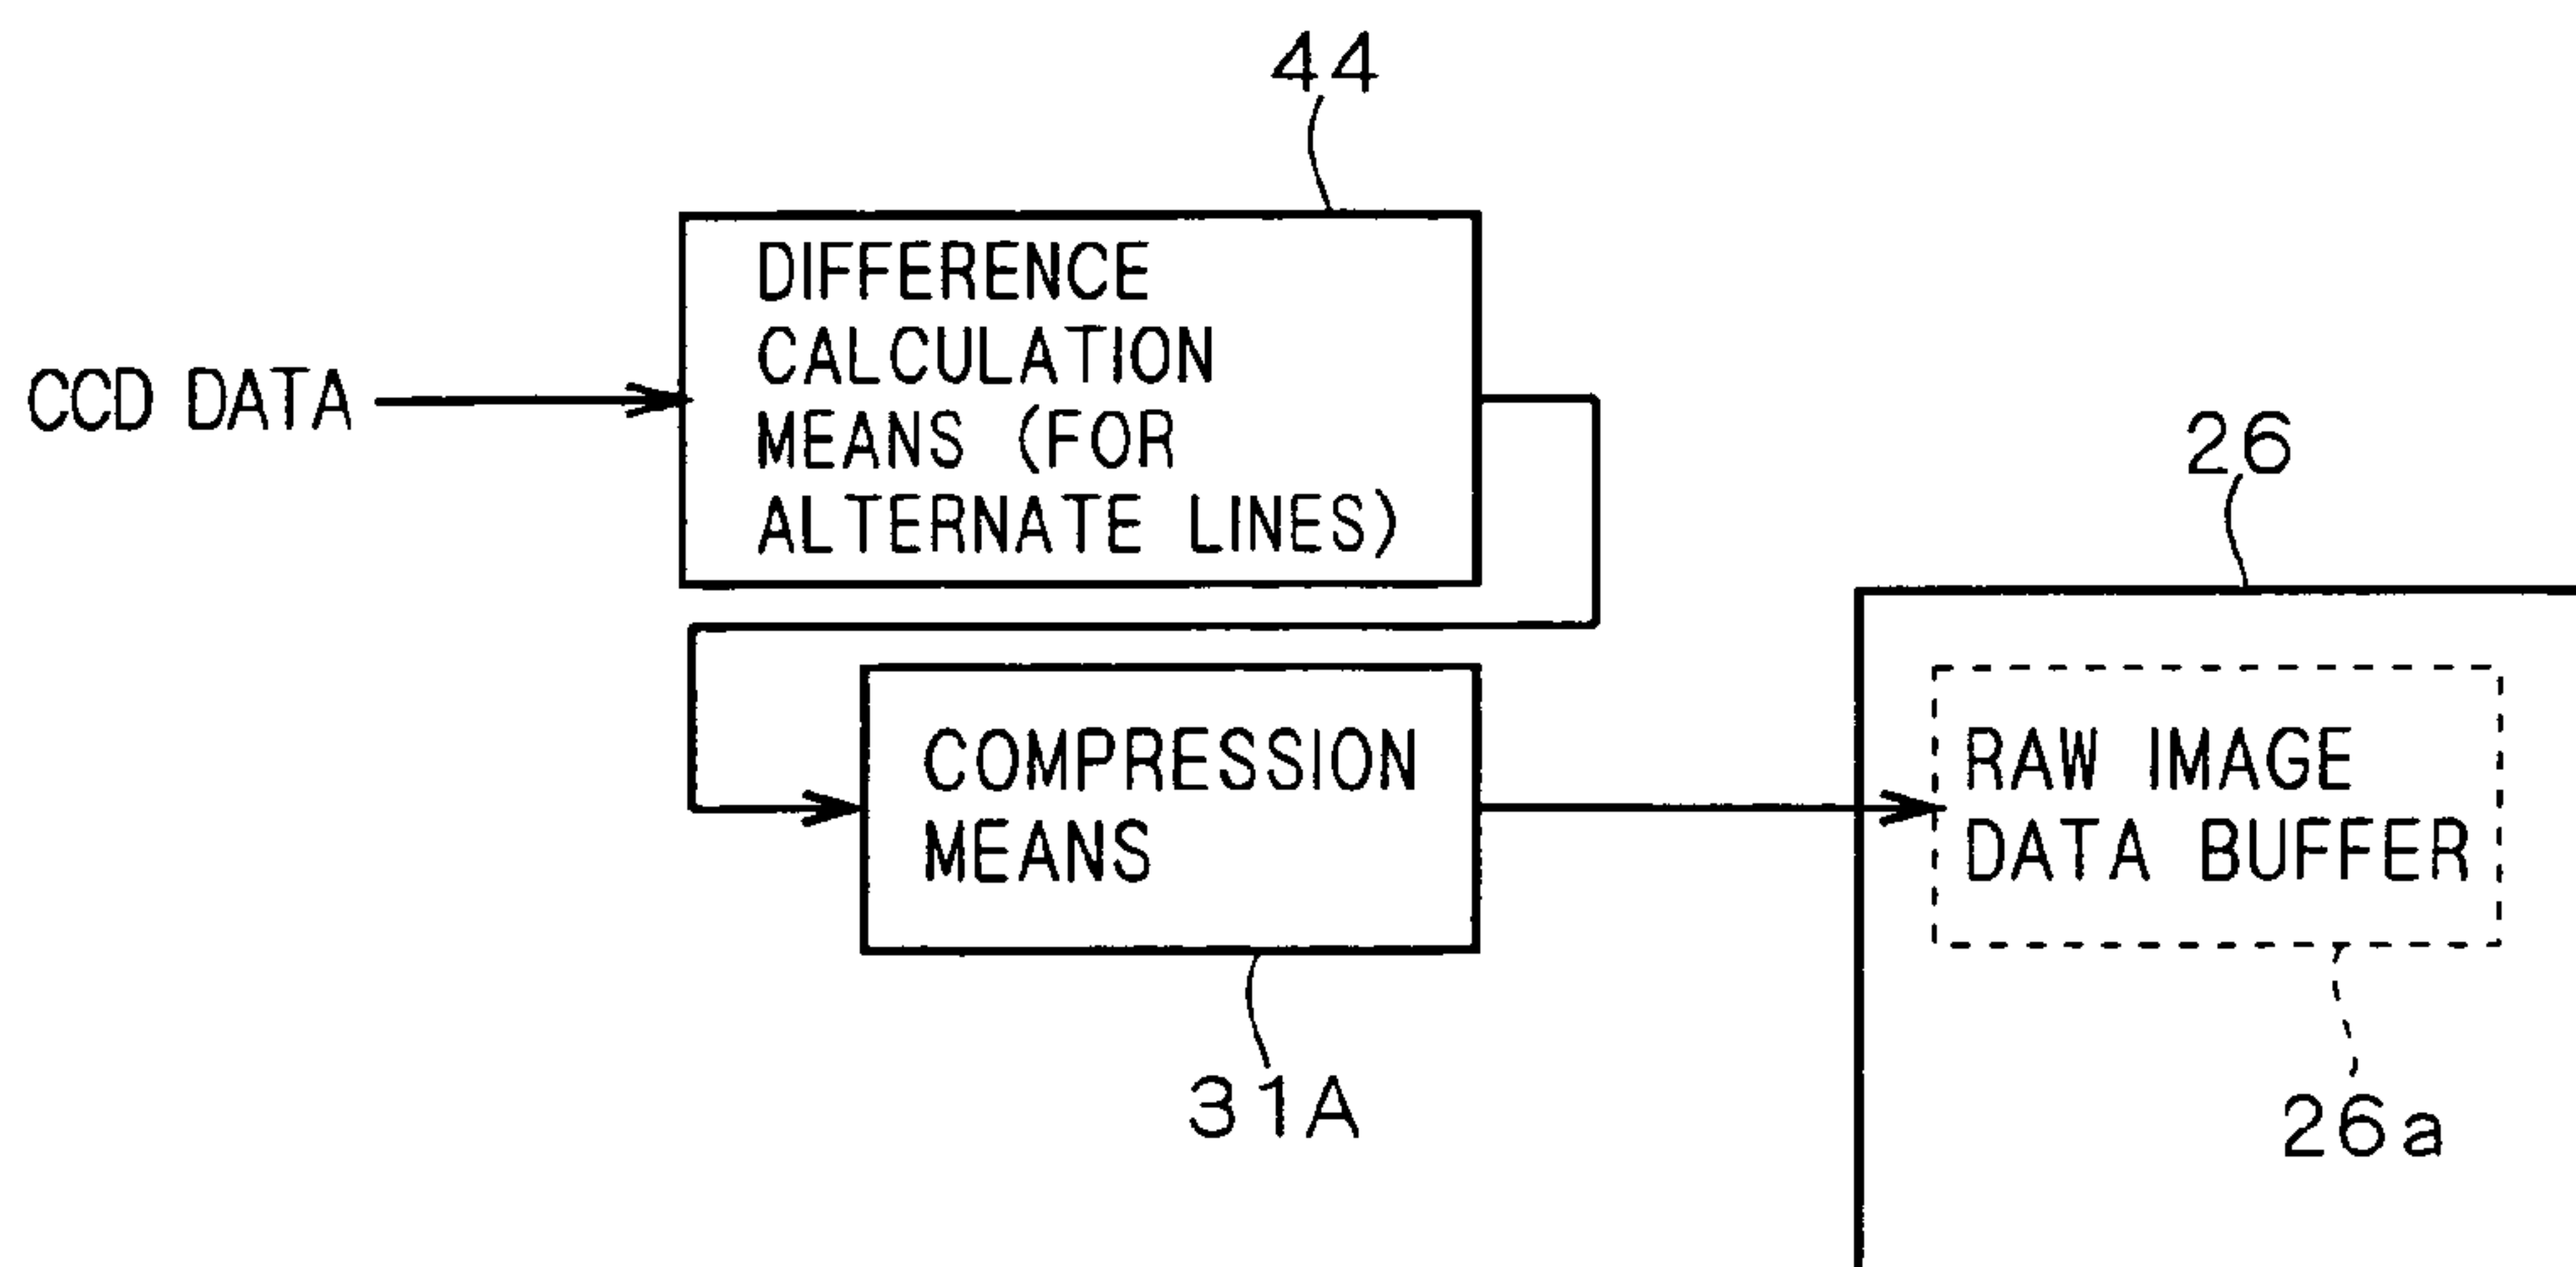 44
DIFFERENCE
CALCULATION
MEANS (FOR
ALTERNATE LINES)
CCD DATA
26
COMPRESSION
MEANS
RAW IMAGE
DATA BUFFER
31A
26a